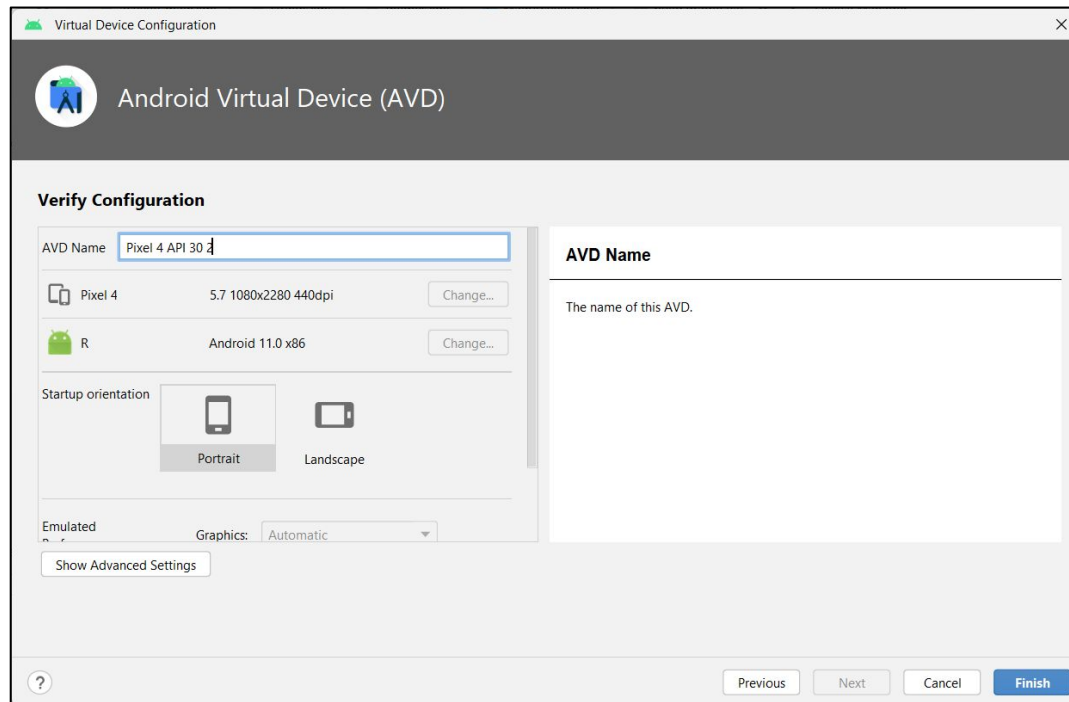 Virtual Device Configuration
Android Virtual Device (AVD)
Verify Configuration
AVD Name Pixel 4 API 30 2
Pixel 4 5.7 1080x2280 440dpi Change...
R Android 11.0 x86 Change...
Startup orientation
Portrait Landscape
Emulated
Graphics: Automatic
Show Advanced Settings
AVD Name
The name of this AVD.
? Previous Next Cancel Finish